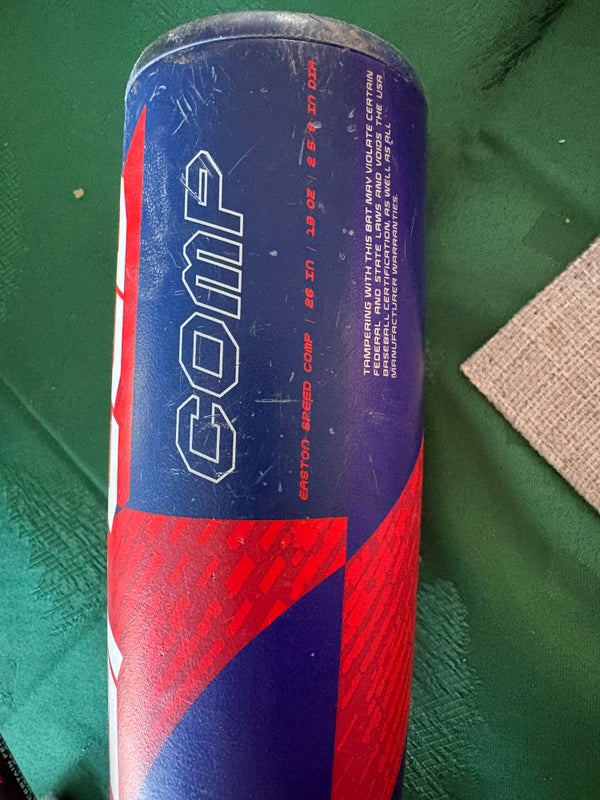 COMP
EASTON SPEED COMP | 26 IN | 13 OZ | 2 5/8 IN DIA.
TAMPERING WITH THIS BAT MAY VIOLATE CERTAIN
FEDERAL AND STATE LAWS AND VOIDS THE USA
BASEBALL CERTIFICATION, AS WELL AS ALL
MANUFACTURER WARRANTIES.